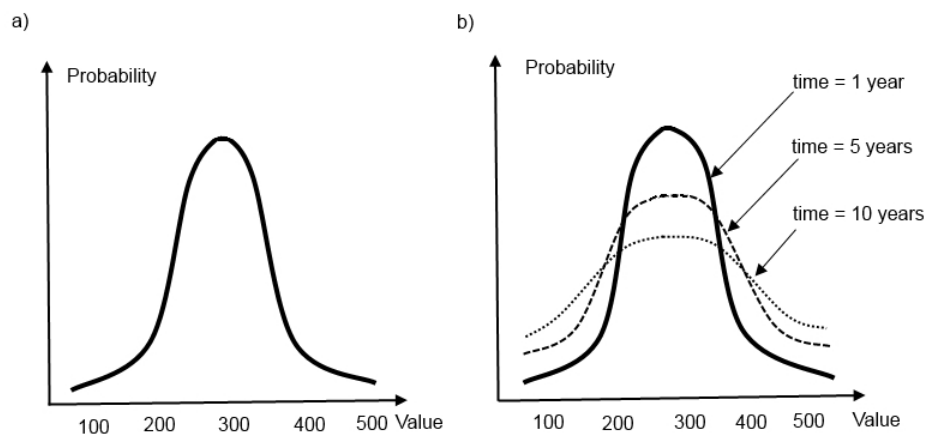 a)
Probability
100 200 300 400 500 Value
b)
Probability
time = 1 year
time = 5 years
time = 10 years
100 200 300 400 500 Value